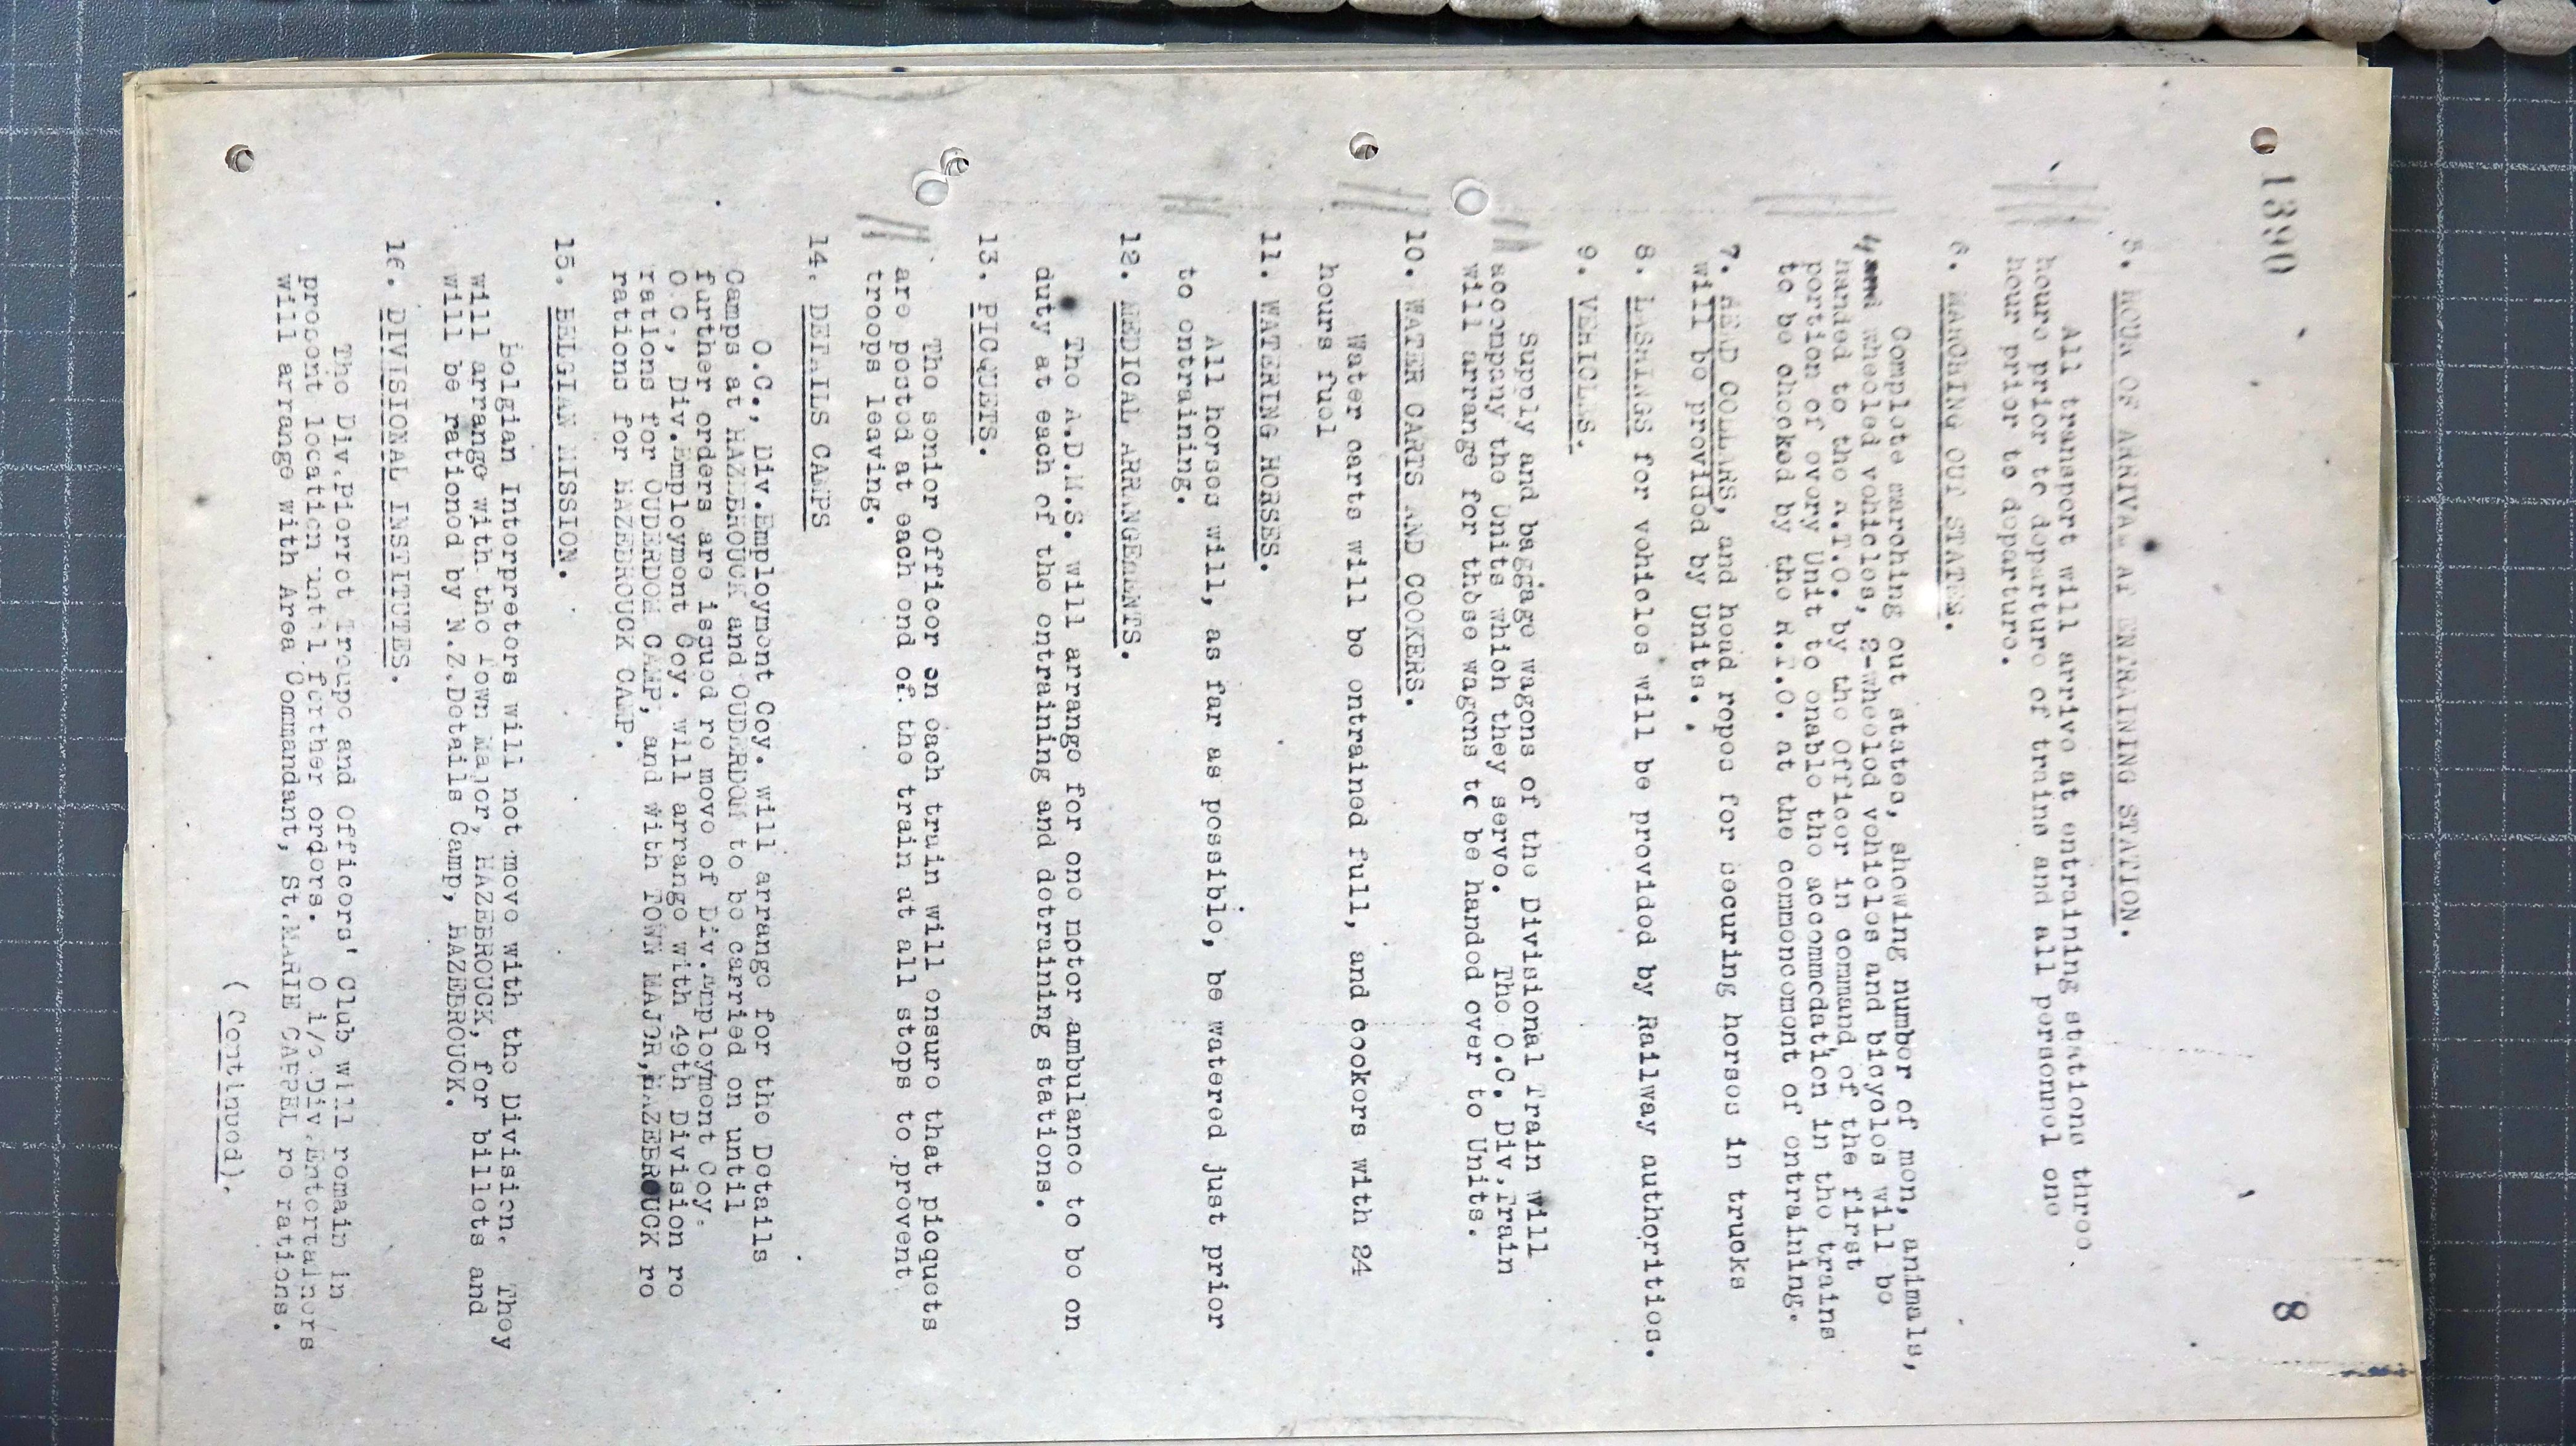 1390
8
5. HOUR OF ARRIVAL AT ENTRAINING STATION.
All transport will arrive at entraining stations three
hours prior to departure of trains and all personnel one
hour prior to departure.
6. MARCHING OUT STATES.
Complete marching out states, showing number of men, animals,
4 wheeled vehicles, 2-wheeled vehicles and bicycles will be
handed to the R.T.O. by the Officer in command of the first
portion of every Unit to enable the accommodation in the trains
to be checked by the R.T.O. at the commencement of entraining.
7. HEAD COLLARS, and head ropes for securing horses in trucks
will be provided by Units.
8. LASHINGS for vehicles will be provided by Railway authorities.
9. VEHICLES.
Supply and baggage wagons of the Divisional Train will
accompany the Units which they serve. The O.C. Div.Train
will arrange for these wagons to be handed over to Units.
10. WATER CARTS AND COOKERS.
Water carts will be entrained full, and cookers with 24
hours fuel
11. WATERING HORSES.
All horses will, as far as possible, be watered just prior
to entraining.
12. MEDICAL ARRANGEMENTS.
The A.D.M.S. will arrange for one motor ambulance to be on
duty at each of the entraining and detraining stations.
13. PICQUETS.
The senior Officer on each train will ensure that picquets
are posted at each end of the train at all stops to prevent
troops leaving.
14. DETAILS CAMPS
O.C., Div.Employment Coy. will arrange for the Details
Camps at HAZEBROUCK and OUDERDOM to be carried on until
further orders are issued re move of Div.Employment Coy.
O.C., Div.Employment Coy. will arrange with 49th Division re
rations for OUDERDOM CAMP, and with TOWN MAJOR,HAZEBROUCK re
rations for HAZEBROUCK CAMP.
15. BELGIAN MISSION.
Belgian Interpreters will not move with the Division. They
will arrange with the Town Major, HAZEBROUCK, for billets and
will be rationed by N.Z.Details Camp, HAZEBROUCK.
16. DIVISIONAL INSTITUTES.
The Div.Pierrot Troupe and Officers' Club will remain in
present location until further orders. O i/c Div.Entertainers
will arrange with Area Commandant, St.MARIE CAPPEL re rations.
(Continued).